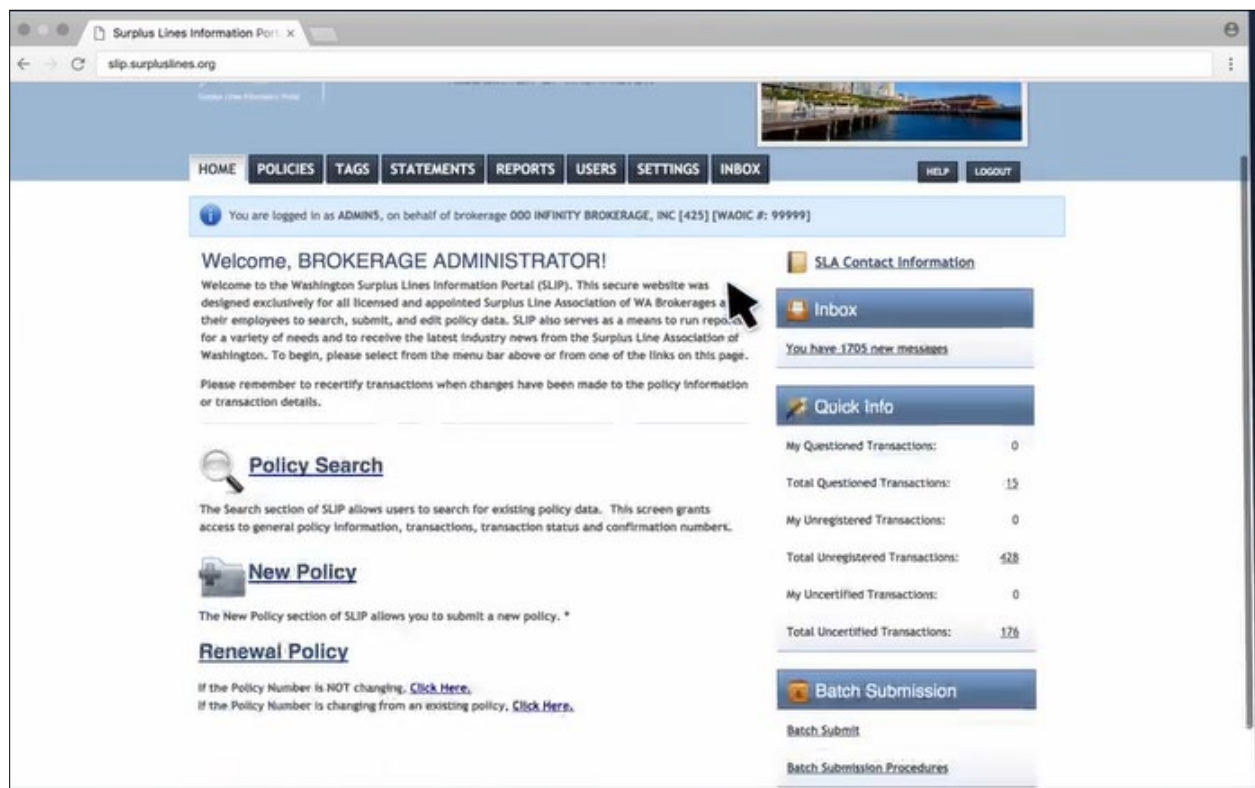 Surplus Lines Information Port
slip.surpluslines.org
HOME POLICIES TAGS STATEMENTS REPORTS USERS SETTINGS INBOX HELP LOGOUT
You are logged in as ADMIN5, on behalf of brokerage 000 INFINITY BROKERAGE, INC [425] [WAOIC #: 99999]
Welcome, BROKERAGE ADMINISTRATOR!
Welcome to the Washington Surplus Lines Information Portal (SLIP). This secure website was
designed exclusively for all licensed and appointed Surplus Line Association of WA Brokerages a
their employees to search, submit, and edit policy data. SLIP also serves as a means to run reports
for a variety of needs and to receive the latest industry news from the Surplus Line Association of
Washington. To begin, please select from the menu bar above or from one of the links on this page.
Please remember to recertify transactions when changes have been made to the policy information
or transaction details.
Policy Search
The Search section of SLIP allows users to search for existing policy data. This screen grants
access to general policy information, transactions, transaction status and confirmation numbers.
New Policy
The New Policy section of SLIP allows you to submit a new policy. *
Renewal Policy
If the Policy Number is NOT changing, Click Here.
If the Policy Number is changing from an existing policy, Click Here.
SLA Contact Information
Inbox
You have 1705 new messages
Quick Info
My Questioned Transactions: 0
Total Questioned Transactions: 15
My Unregistered Transactions: 0
Total Unregistered Transactions: 428
My Uncertified Transactions: 0
Total Uncertified Transactions: 176
Batch Submission
Batch Submit
Batch Submission Procedures